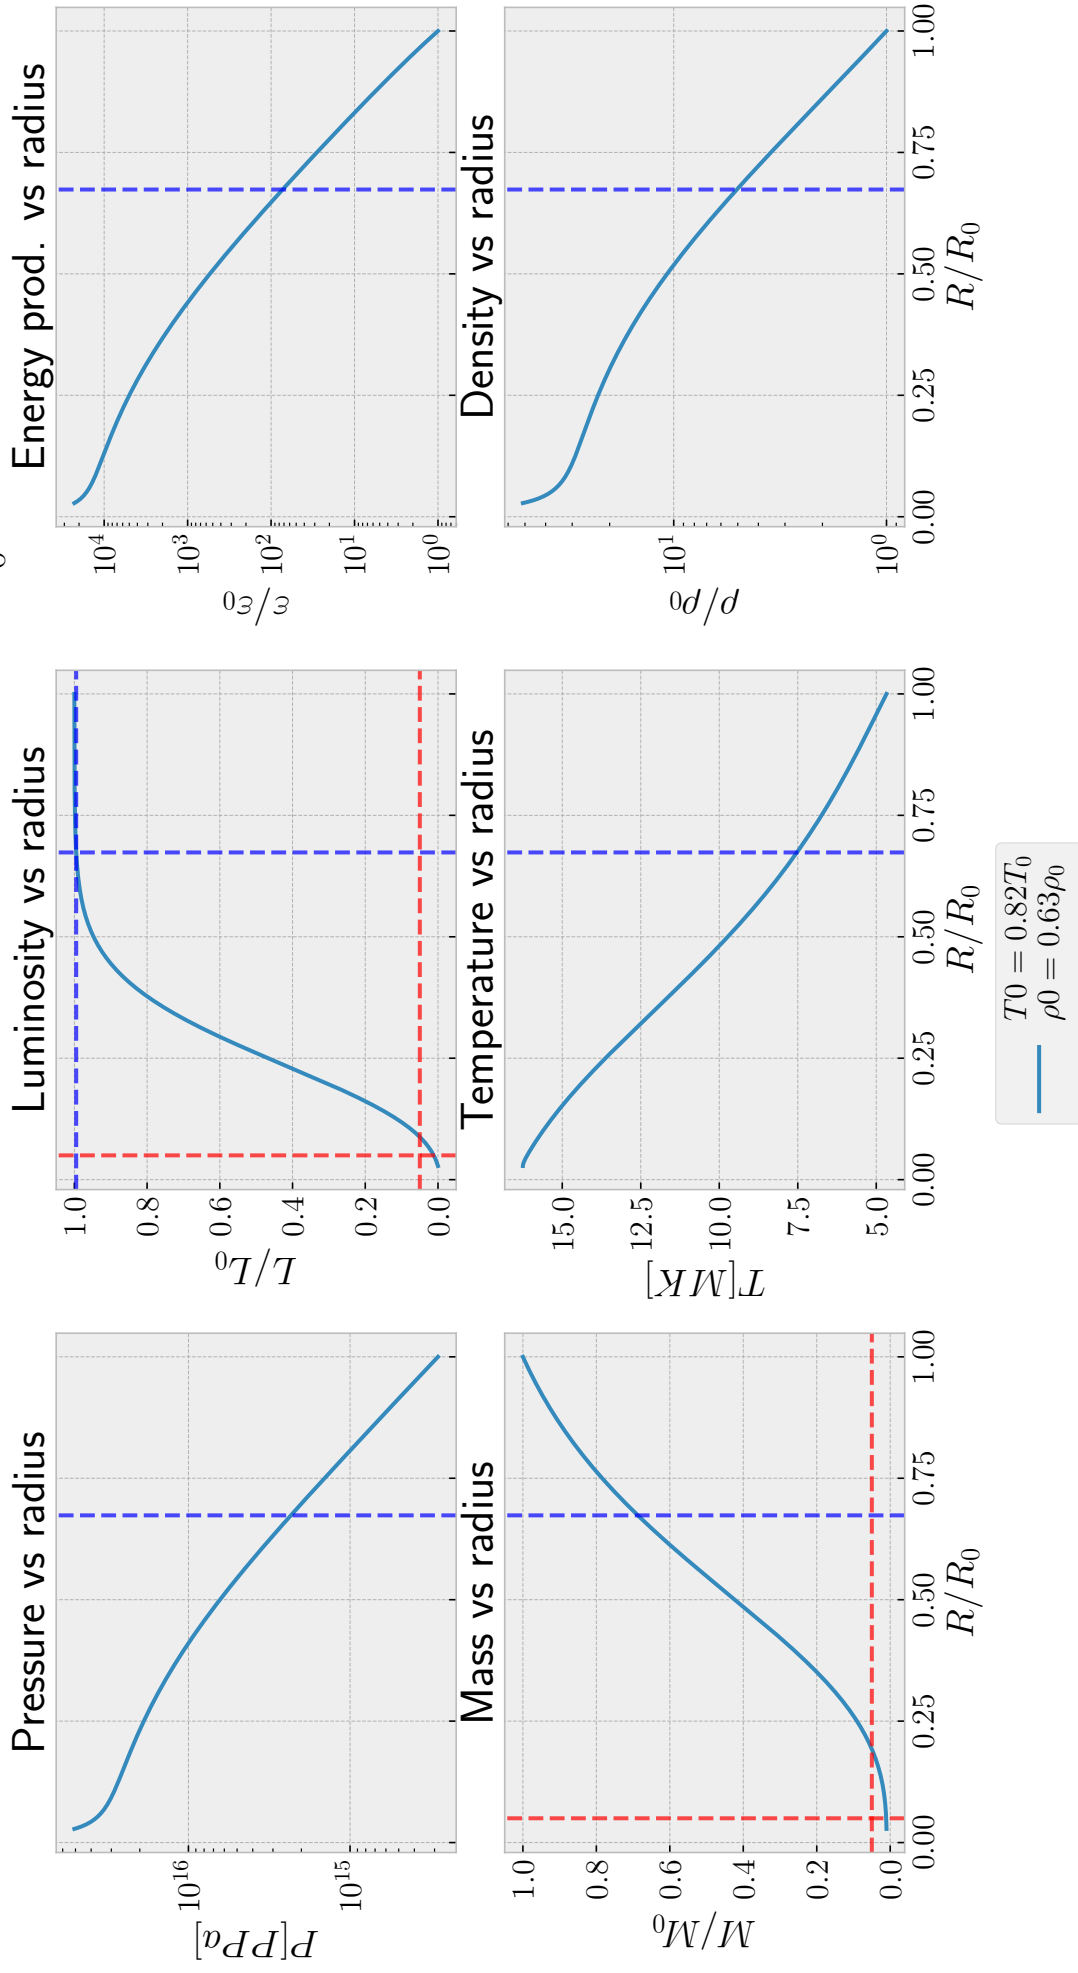 Pressure vs radius
P[PPa]
10^16
10^15
Luminosity vs radius
L/L_0
1.0
0.8
0.6
0.4
0.2
0.0
Energy prod. vs radius
ε/ε_0
10^4
10^3
10^2
10^1
10^0
Mass vs radius
M/M_0
1.0
0.8
0.6
0.4
0.2
0.0
0.00 0.25 0.50 0.75 1.00
R/R_0
Temperature vs radius
T[MK]
15.0
12.5
10.0
7.5
5.0
0.00 0.25 0.50 0.75 1.00
R/R_0
Density vs radius
ρ/ρ_0
10^1
10^0
0.00 0.25 0.50 0.75 1.00
R/R_0
T0 = 0.82T_0
ρ0 = 0.63ρ_0